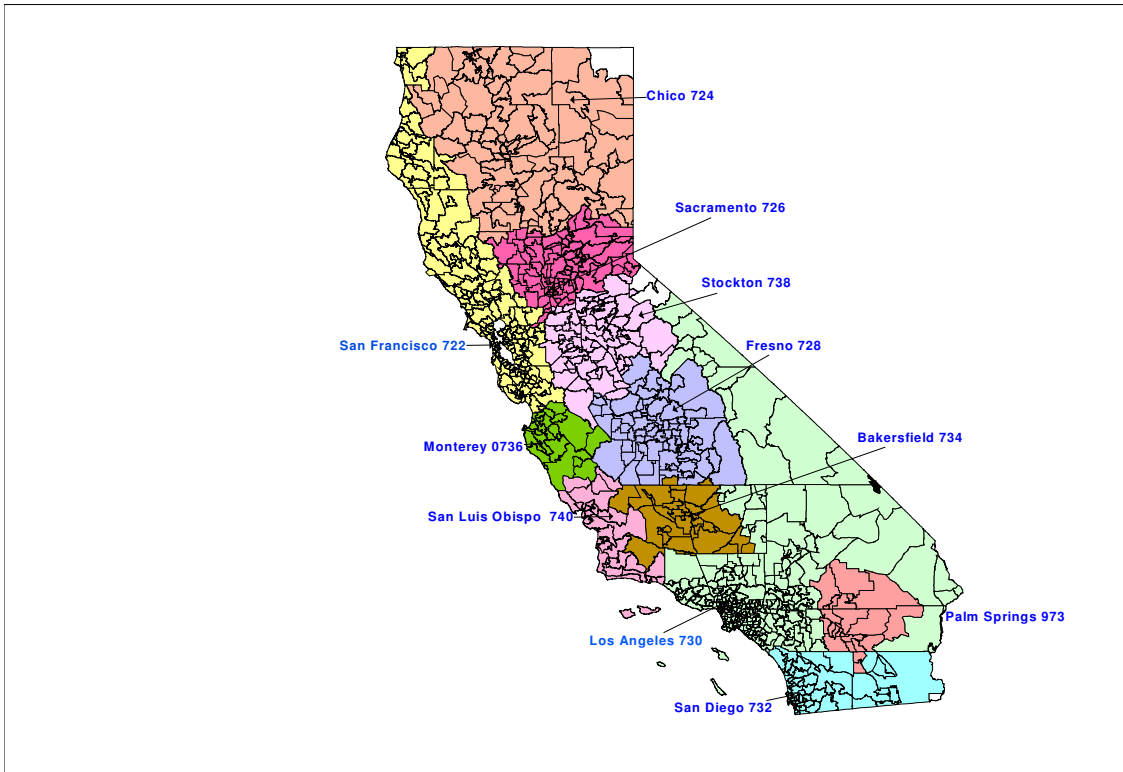 Chico 724
Sacramento 726
Stockton 738
San Francisco 722
Fresno 728
Bakersfield 734
Monterey 0736
San Luis Obispo  740
Palm Springs 973
Los Angeles 730
San Diego 732